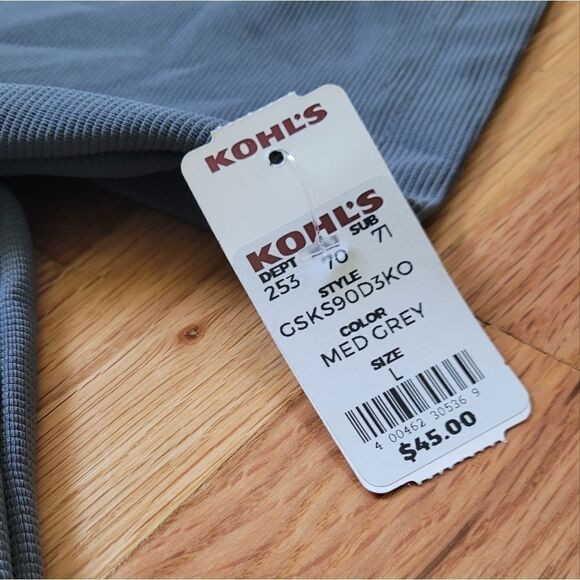 KOHL'S
KOHL'S
DEPT SUB
253 70 71
STYLE
GSKS90D3KO
COLOR
MED GREY
SIZE
L
4 00462 30536 9
$45.00